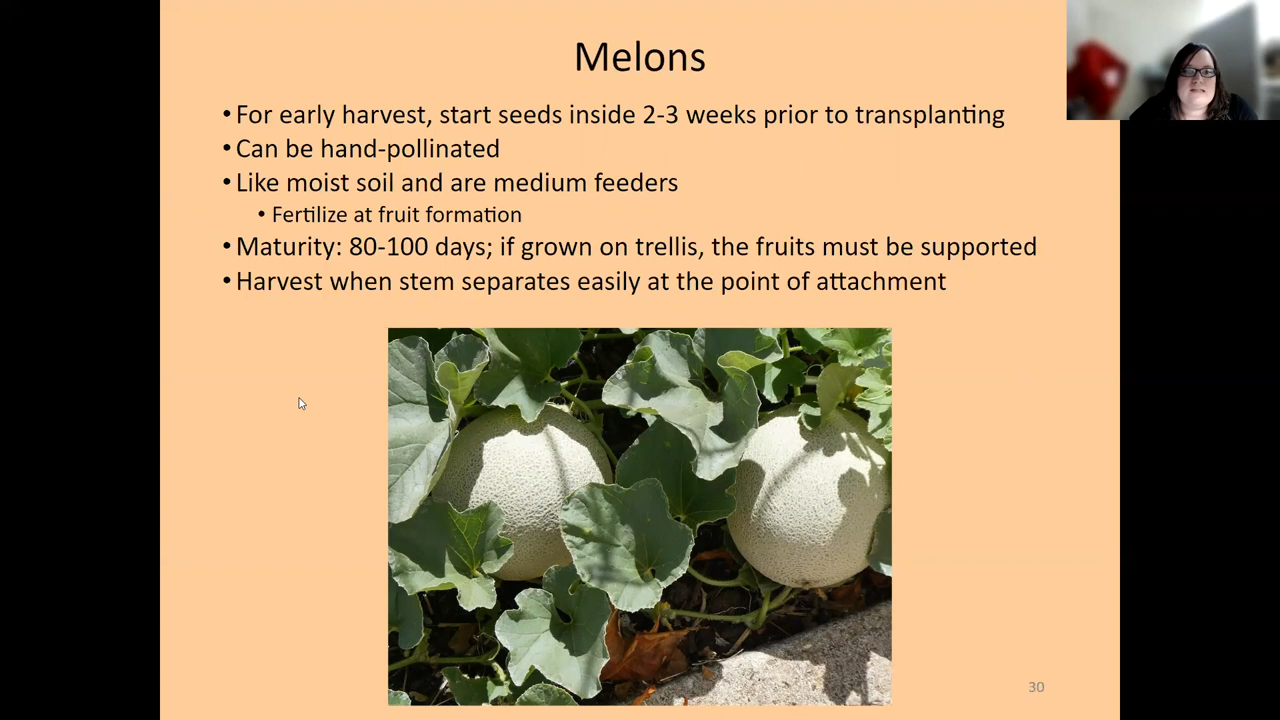 Melons
• For early harvest, start seeds inside 2-3 weeks prior to transplanting
• Can be hand-pollinated
• Like moist soil and are medium feeders
• Fertilize at fruit formation
• Maturity: 80-100 days; if grown on trellis, the fruits must be supported
• Harvest when stem separates easily at the point of attachment
30